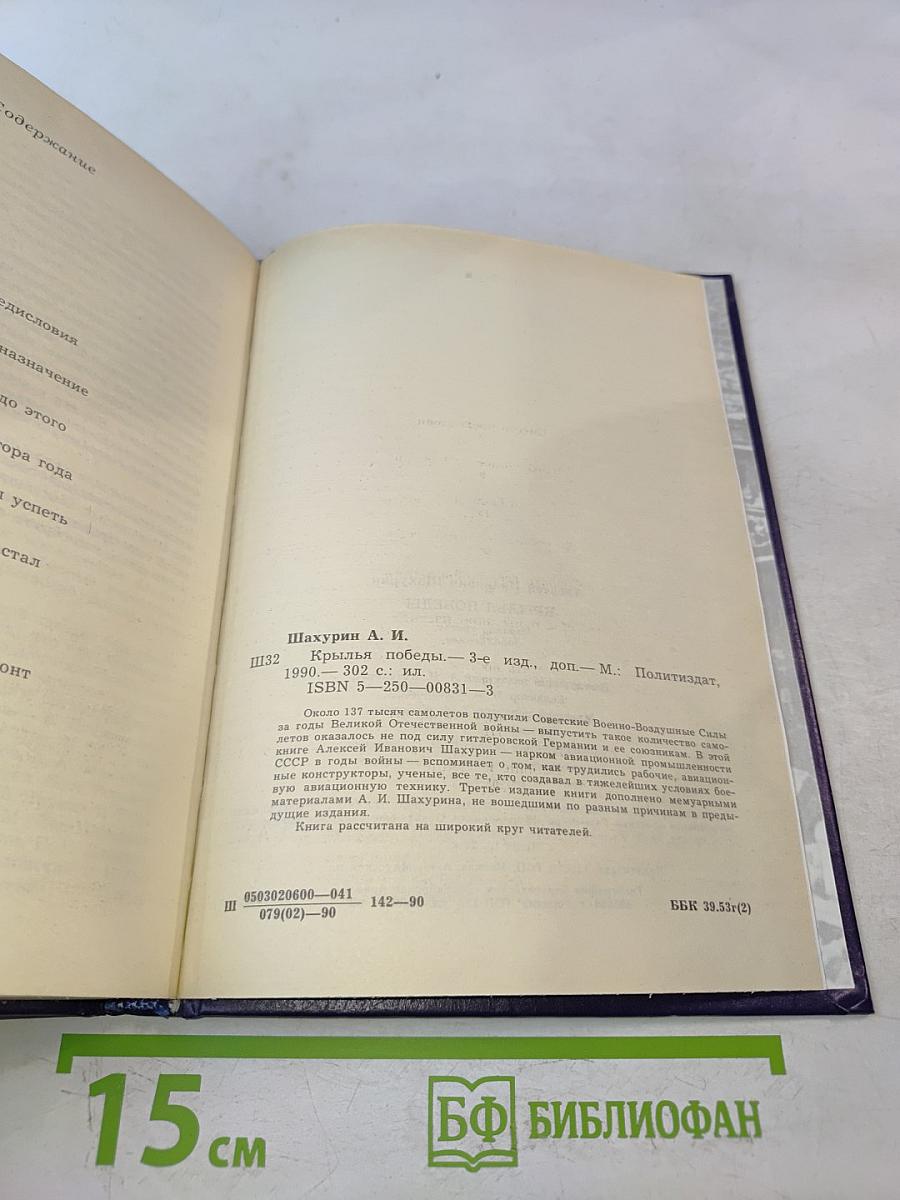 Содержание
едисловия
назначение
до этого
тора года
успеть
стал
онт
Шахурин А. И.
Ш32 Крылья победы.— 3-е изд., доп.— М.: Политиздат,
1990.— 302 с.: ил.
ISBN 5—250—00831—3
Около 137 тысяч самолетов получили Советские Военно-Воздушные Силы
за годы Великой Отечественной войны — выпустить такое количество само-
летов оказалось не под силу гитлеровской Германии и ее союзникам. В этой
книге Алексей Иванович Шахурин — нарком авиационной промышленности
СССР в годы войны — вспоминает о том, как трудились рабочие, авиацион-
ные конструкторы, ученые, все те, кто создавал в тяжелейших условиях бое-
вую авиационную технику. Третье издание книги дополнено мемуарными
материалами А. И. Шахурина, не вошедшими по разным причинам в преды-
дущие издания.
Книга рассчитана на широкий круг читателей.
Ш 0503020600—041 142—90 ББК 39.53г(2)
079(02)—90
15 см
БФ БИБЛИОФАН